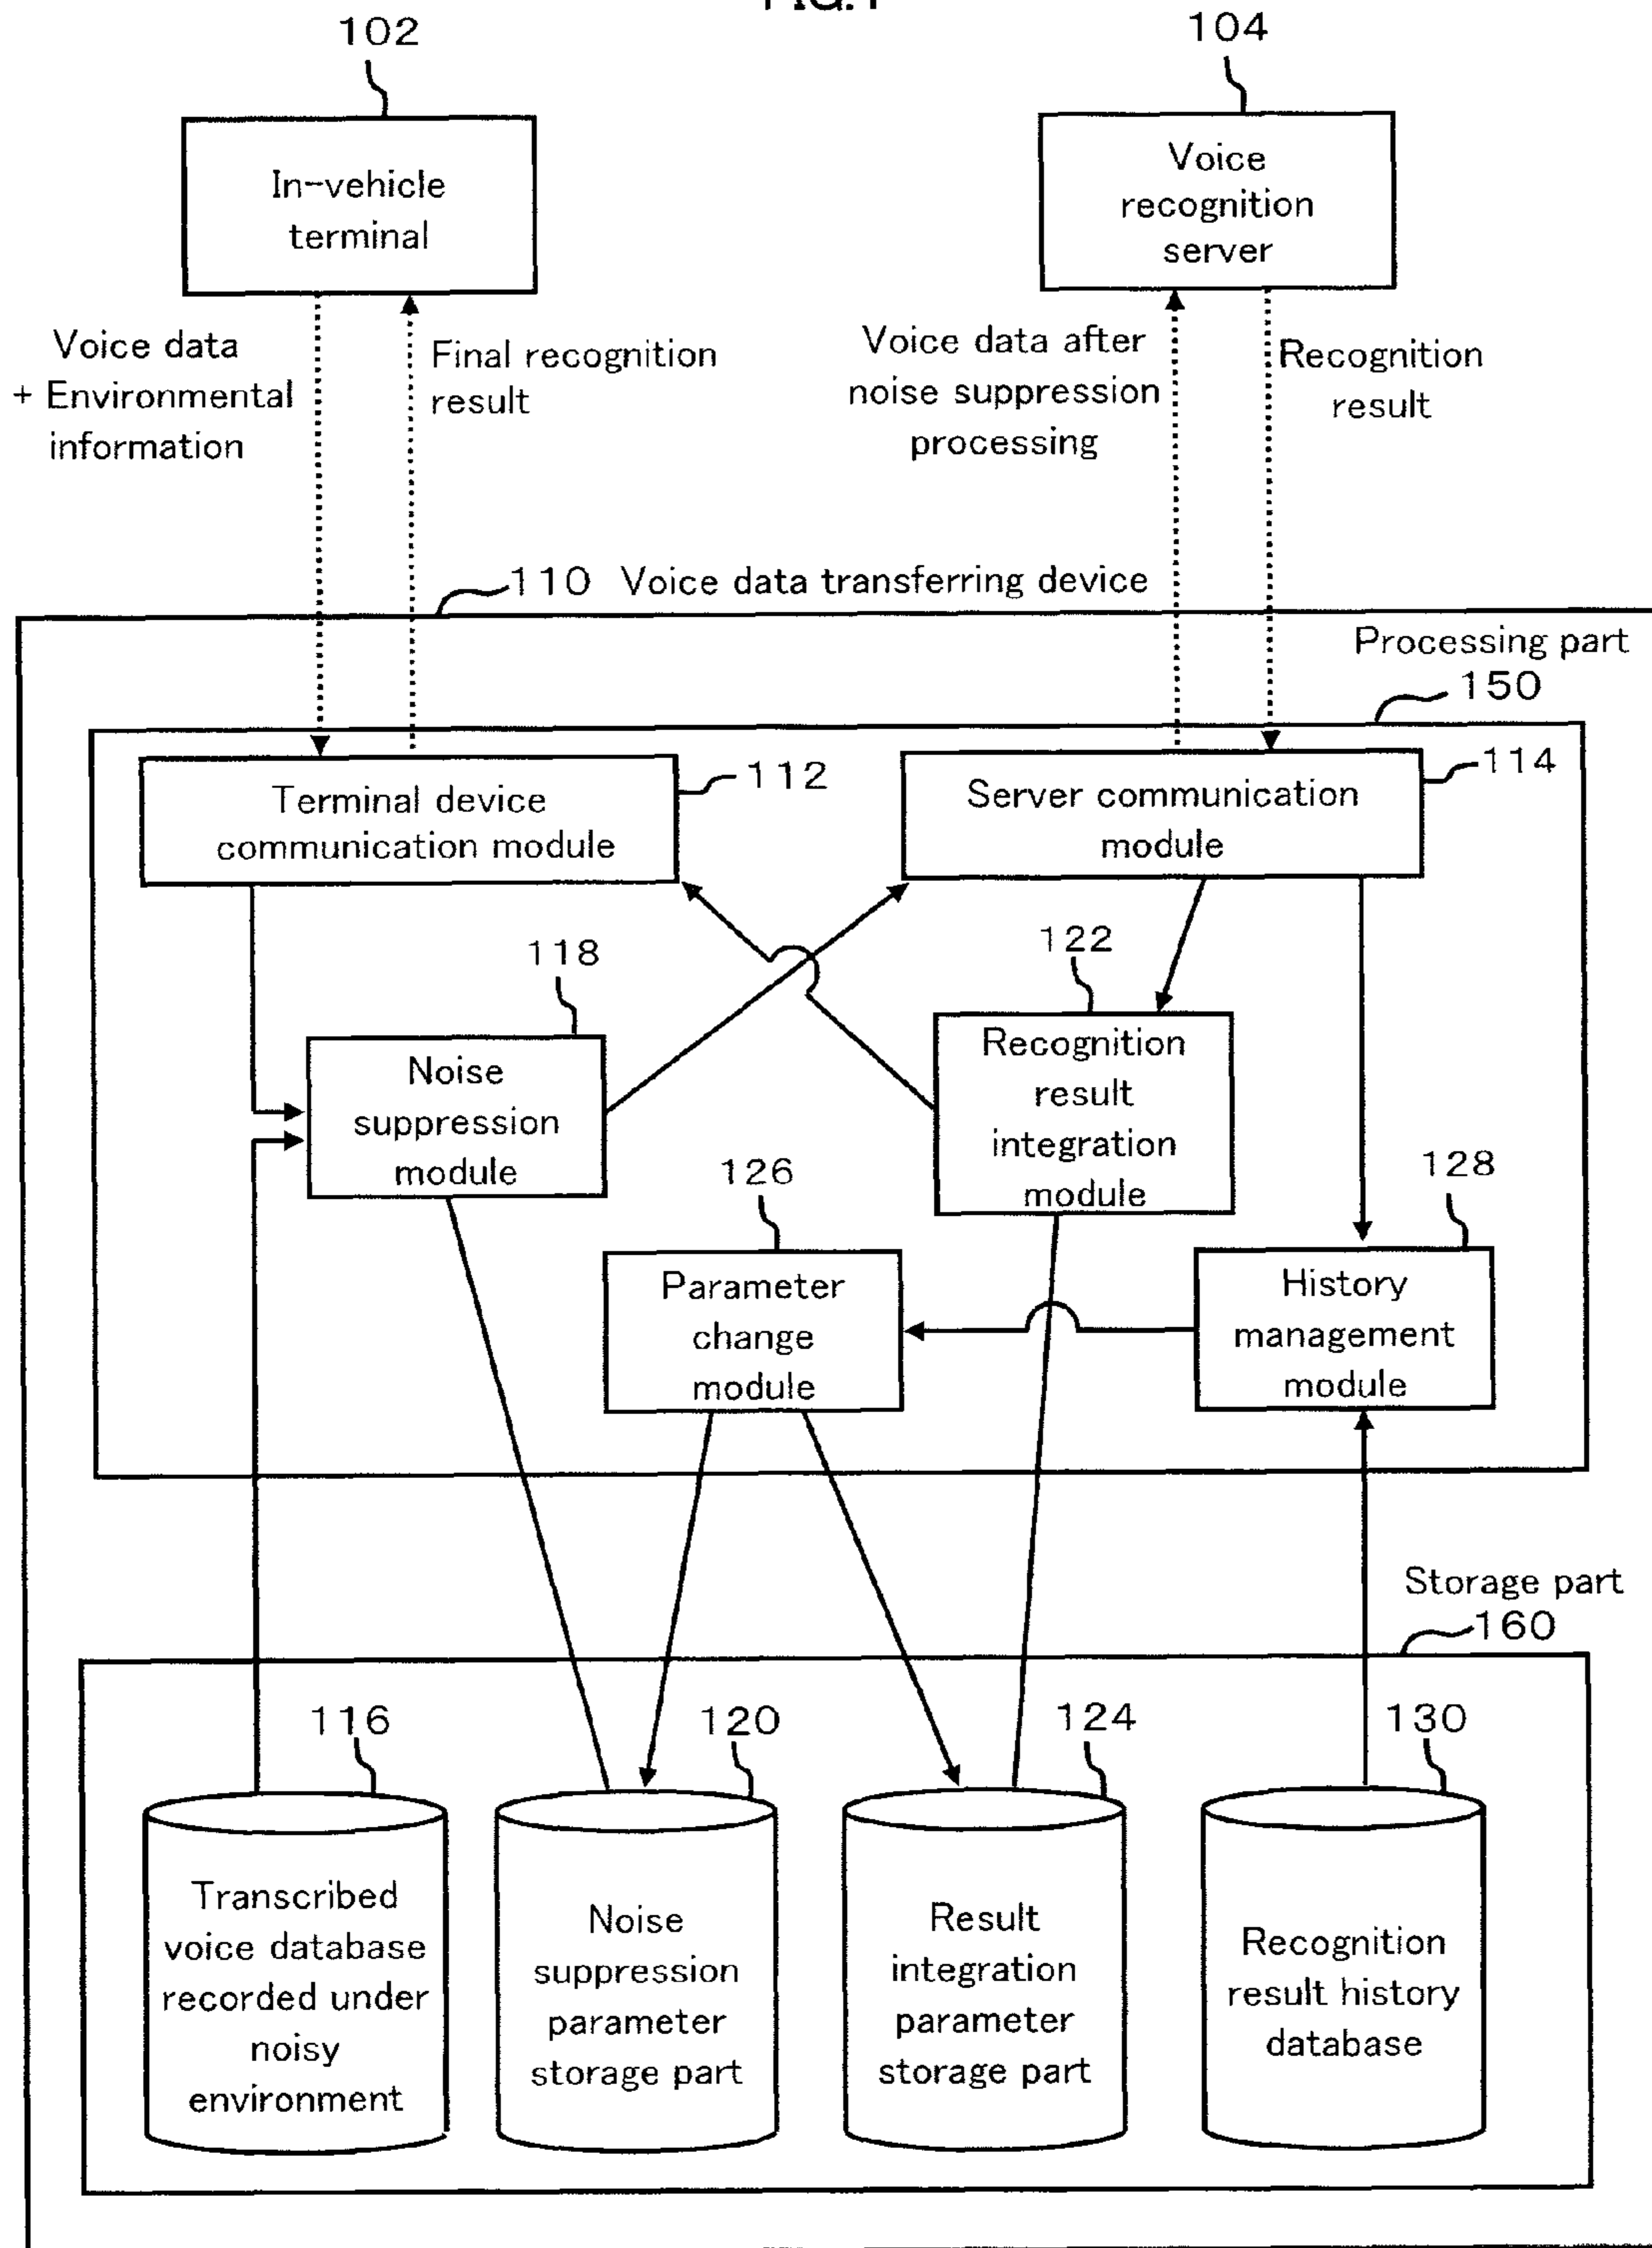 FIG.1
102
104
In-vehicle
terminal
Voice
recognition
server
Voice data
+ Environmental
information
Final recognition
result
Voice data after
noise suppression
processing
Recognition
result
110 Voice data transferring device
Processing part
150
Terminal device
communication module
112
Server communication
module
114
118
122
Noise
suppression
module
Recognition
result
integration
module
126
128
Parameter
change
module
History
management
module
Storage part
160
116
120
124
130
Transcribed
voice database
recorded under
noisy
environment
Noise
suppression
parameter
storage part
Result
integration
parameter
storage part
Recognition
result history
database